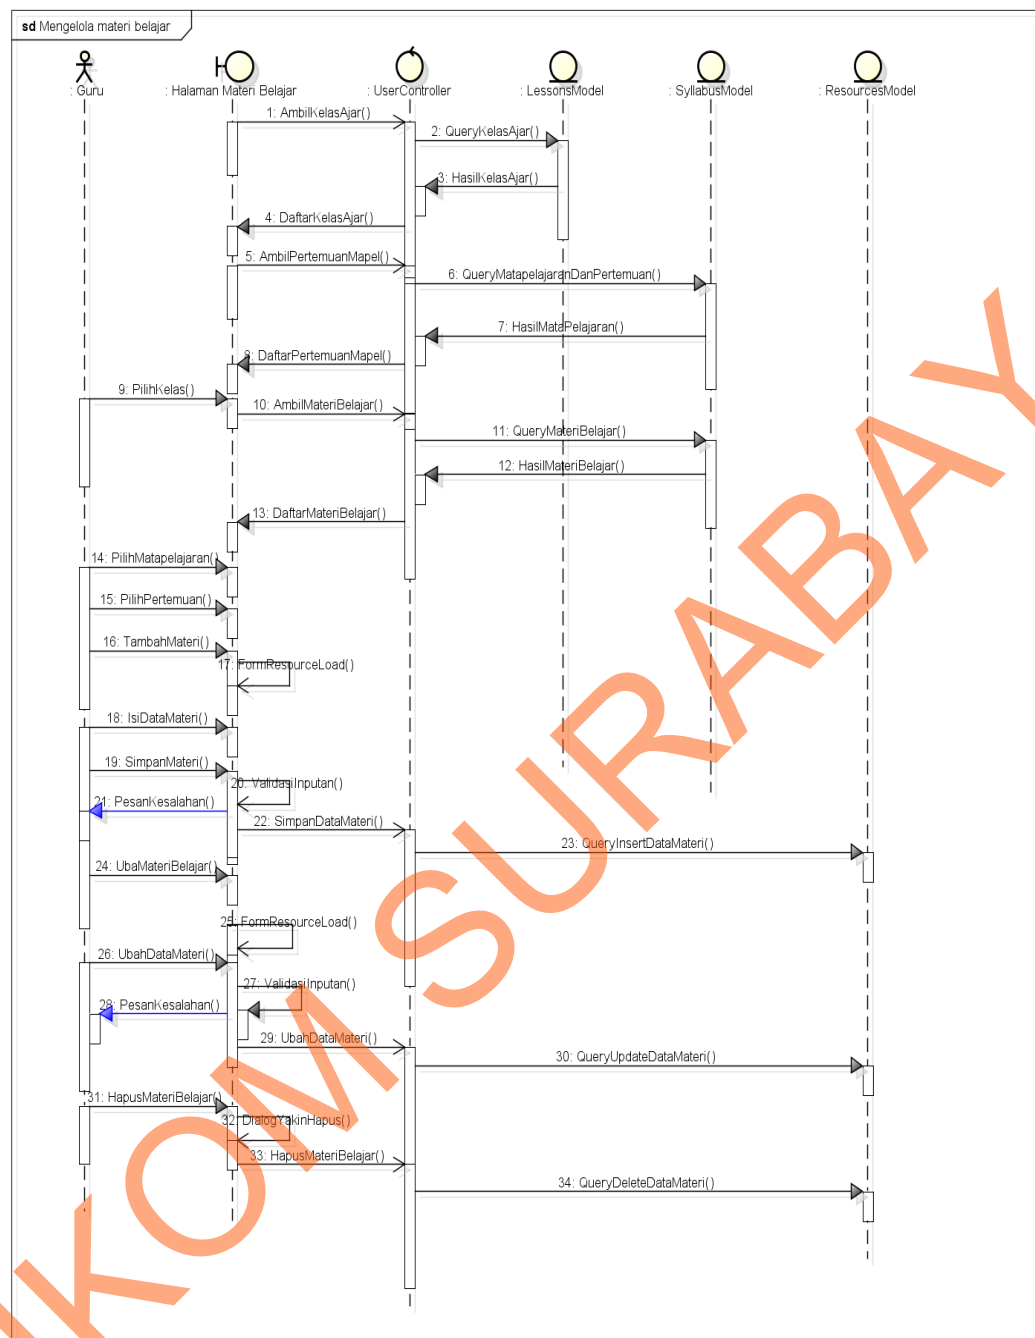 sd Mengelola materi belajar
: Guru
: Halaman Materi Belajar
: UserController
: LessonsModel
: SyllabusModel
: ResourcesModel
1: AmbilKelasAjar()
2: QueryKelasAjar()
3: HasilKelasAjar()
4: DaftarKelasAjar()
5: AmbilPertemuanMapel()
6: QueryMatapelajaranDanPertemuan()
7: HasilMataPelajaran()
8: DaftarPertemuanMapel()
9: PilihKelas()
10: AmbilMateriBelajar()
11: QueryMateriBelajar()
12: HasilMateriBelajar()
13: DaftarMateriBelajar()
14: PilihMatapelajaran()
15: PilihPertemuan()
16: TambahMateri()
17: FormResourceLoad()
18: IsiDataMateri()
19: SimpanMateri()
20: ValidasiInputan()
21: PesanKesalahan()
22: SimpanDataMateri()
23: QueryInsertDataMateri()
24: UbaMateriBelajar()
25: FormResourceLoad()
26: UbahDataMateri()
27: ValidasiInputan()
28: PesanKesalahan()
29: UbahDataMateri()
30: QueryUpdateDataMateri()
31: HapusMateriBelajar()
32: DialogYakinHapus()
33: HapusMateriBelajar()
34: QueryDeleteDataMateri()
IKOM SURABAY